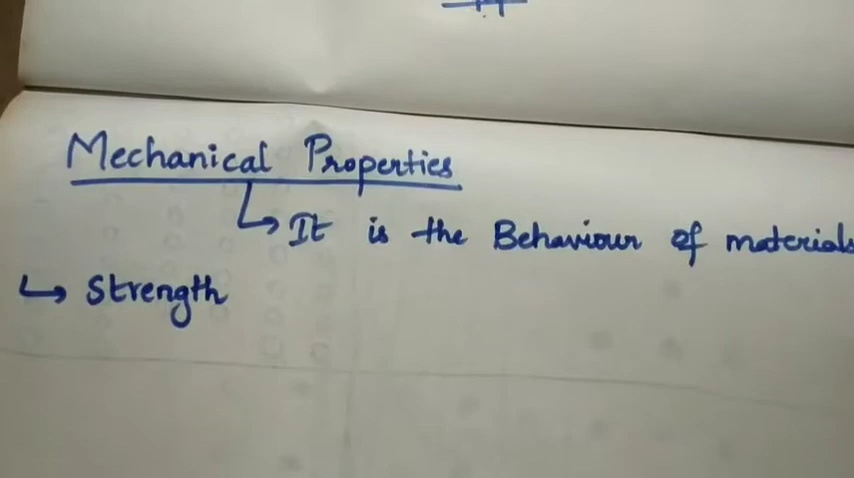 Mechanical Properties
↳ It is the Behaviour of materials
↳ Strength